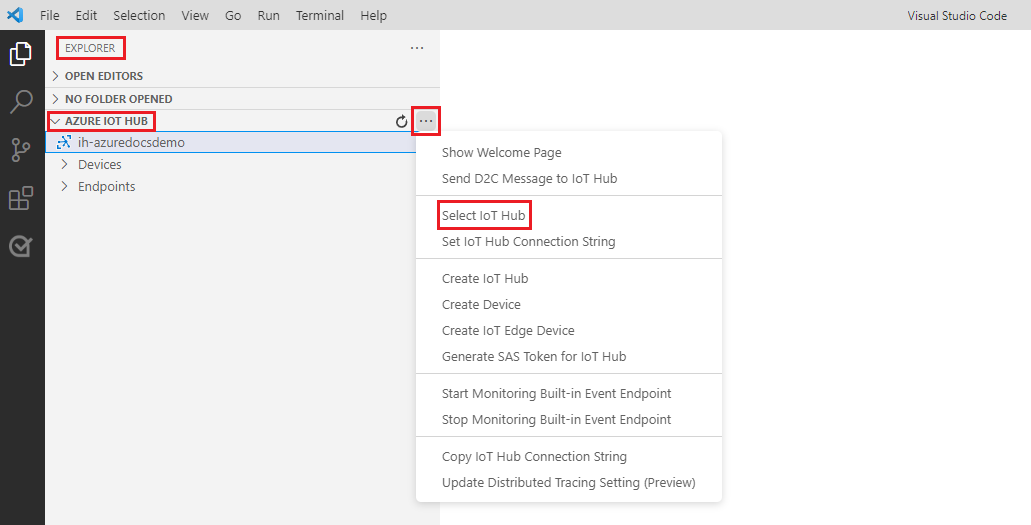 File Edit Selection View Go Run Terminal Help Visual Studio Code
EXPLORER
OPEN EDITORS
NO FOLDER OPENED
AZURE IOT HUB
ih-azuredocsdemo
Devices
Endpoints
Show Welcome Page
Send D2C Message to IoT Hub
Select IoT Hub
Set IoT Hub Connection String
Create IoT Hub
Create Device
Create IoT Edge Device
Generate SAS Token for IoT Hub
Start Monitoring Built-in Event Endpoint
Stop Monitoring Built-in Event Endpoint
Copy IoT Hub Connection String
Update Distributed Tracing Setting (Preview)